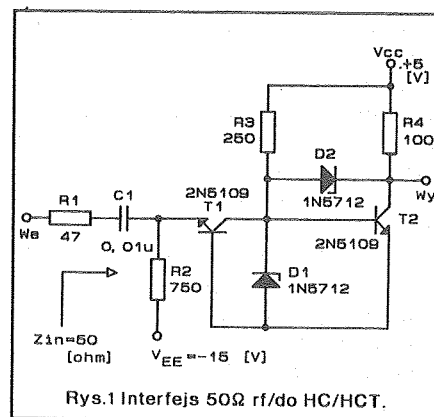 Vcc
+5
[V]
R3
250
R4
100
D2
1N5712
Wy
C1
R1
2N5109
T1
T2
We
47
0,01u
2N5109
R2
750
D1
1N5712
Zin=50
[ohm]
VEE=-15 [V]
Rys.1 Interfejs 50Ω rf/do HC/HCT.